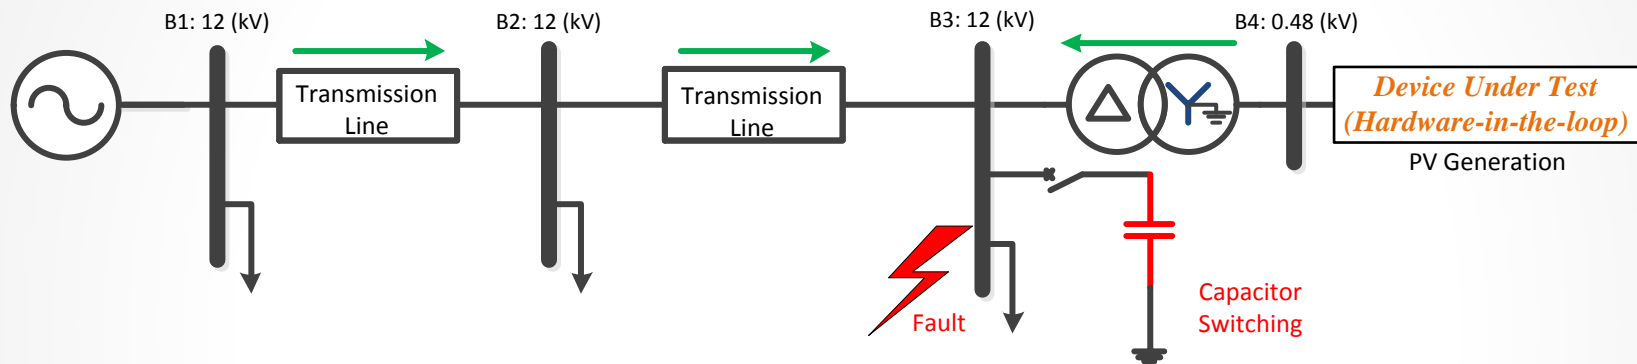 B1: 12 (kV)
B2: 12 (kV)
B3: 12 (kV)
B4: 0.48 (kV)
Transmission
Line
Transmission
Line
Device Under Test
(Hardware-in-the-loop)
PV Generation
Fault
Capacitor
Switching